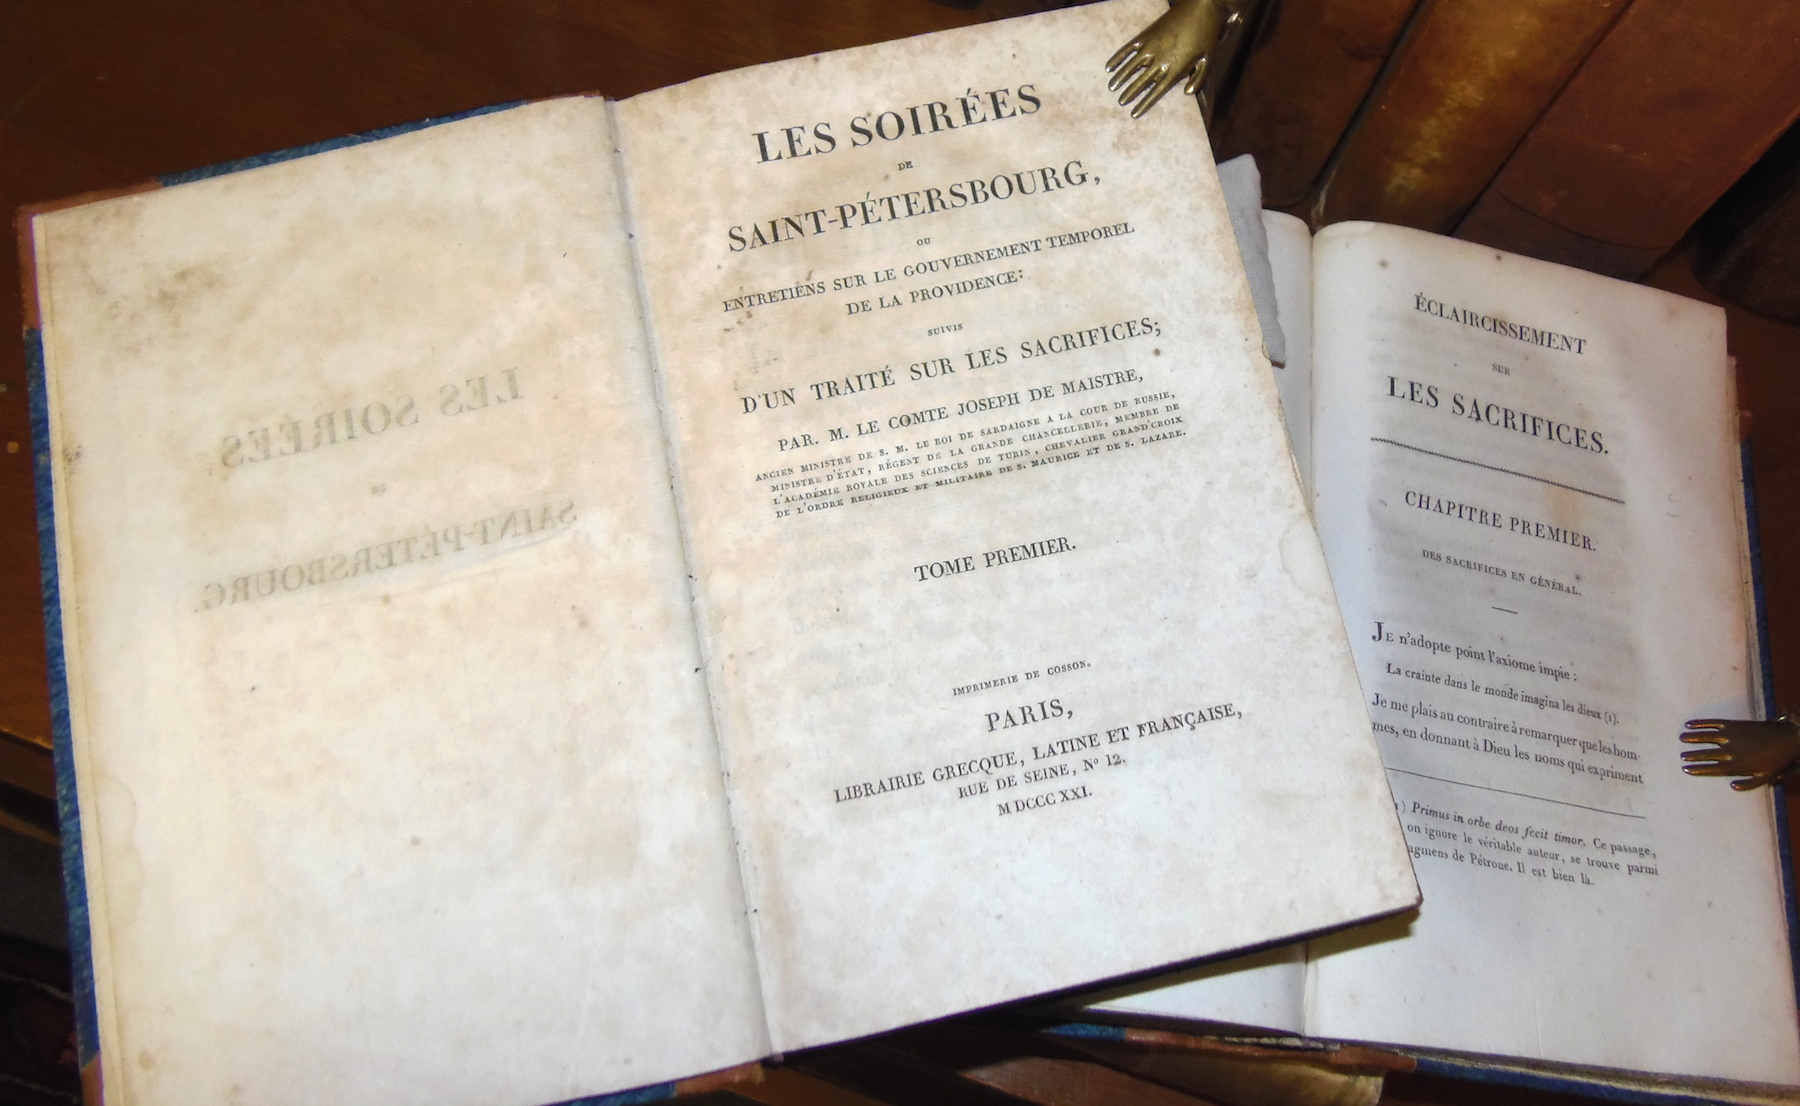 LES SOIRÉES
DE
SAINT-PÉTERSBOURG.
LES SOIRÉES
DE
SAINT-PÉTERSBOURG,
OU
ENTRETIENS SUR LE GOUVERNEMENT TEMPOREL
DE LA PROVIDENCE:
SUIVIS
D'UN TRAITÉ SUR LES SACRIFICES;
PAR. M. LE COMTE JOSEPH DE MAISTRE,
ANCIEN MINISTRE DE S. M. LE ROI DE SARDAIGNE A LA COUR DE RUSSIE,
MINISTRE D'ÉTAT, RÉGENT DE LA GRANDE CHANCELLERIE, MEMBRE DE
L'ACADÉMIE ROYALE DES SCIENCES DE TURIN, CHEVALIER GRAND'CROIX
DE L'ORDRE RELIGIEUX ET MILITAIRE DE S. MAURICE ET DE S. LAZARE.
TOME PREMIER.
IMPRIMERIE DE COSSON.
PARIS,
LIBRAIRIE GRECQUE, LATINE ET FRANÇAISE,
RUE DE SEINE, Nº 12.
M DCCC XXI.
ÉCLAIRCISSEMENT
SUR
LES SACRIFICES.
CHAPITRE PREMIER.
DES SACRIFICES EN GÉNÉRAL.
JE n'adopte point l'axiome impie :
La crainte dans le monde imagina les dieux (1).
Je me plais au contraire à remarquer que les hom-
mes, en donnant à Dieu les noms qui expriment
1) Primus in orbe deos fecit timor. Ce passage,
on ignore le véritable auteur, se trouve parmi
agmens de Pétrone. Il est bien là.